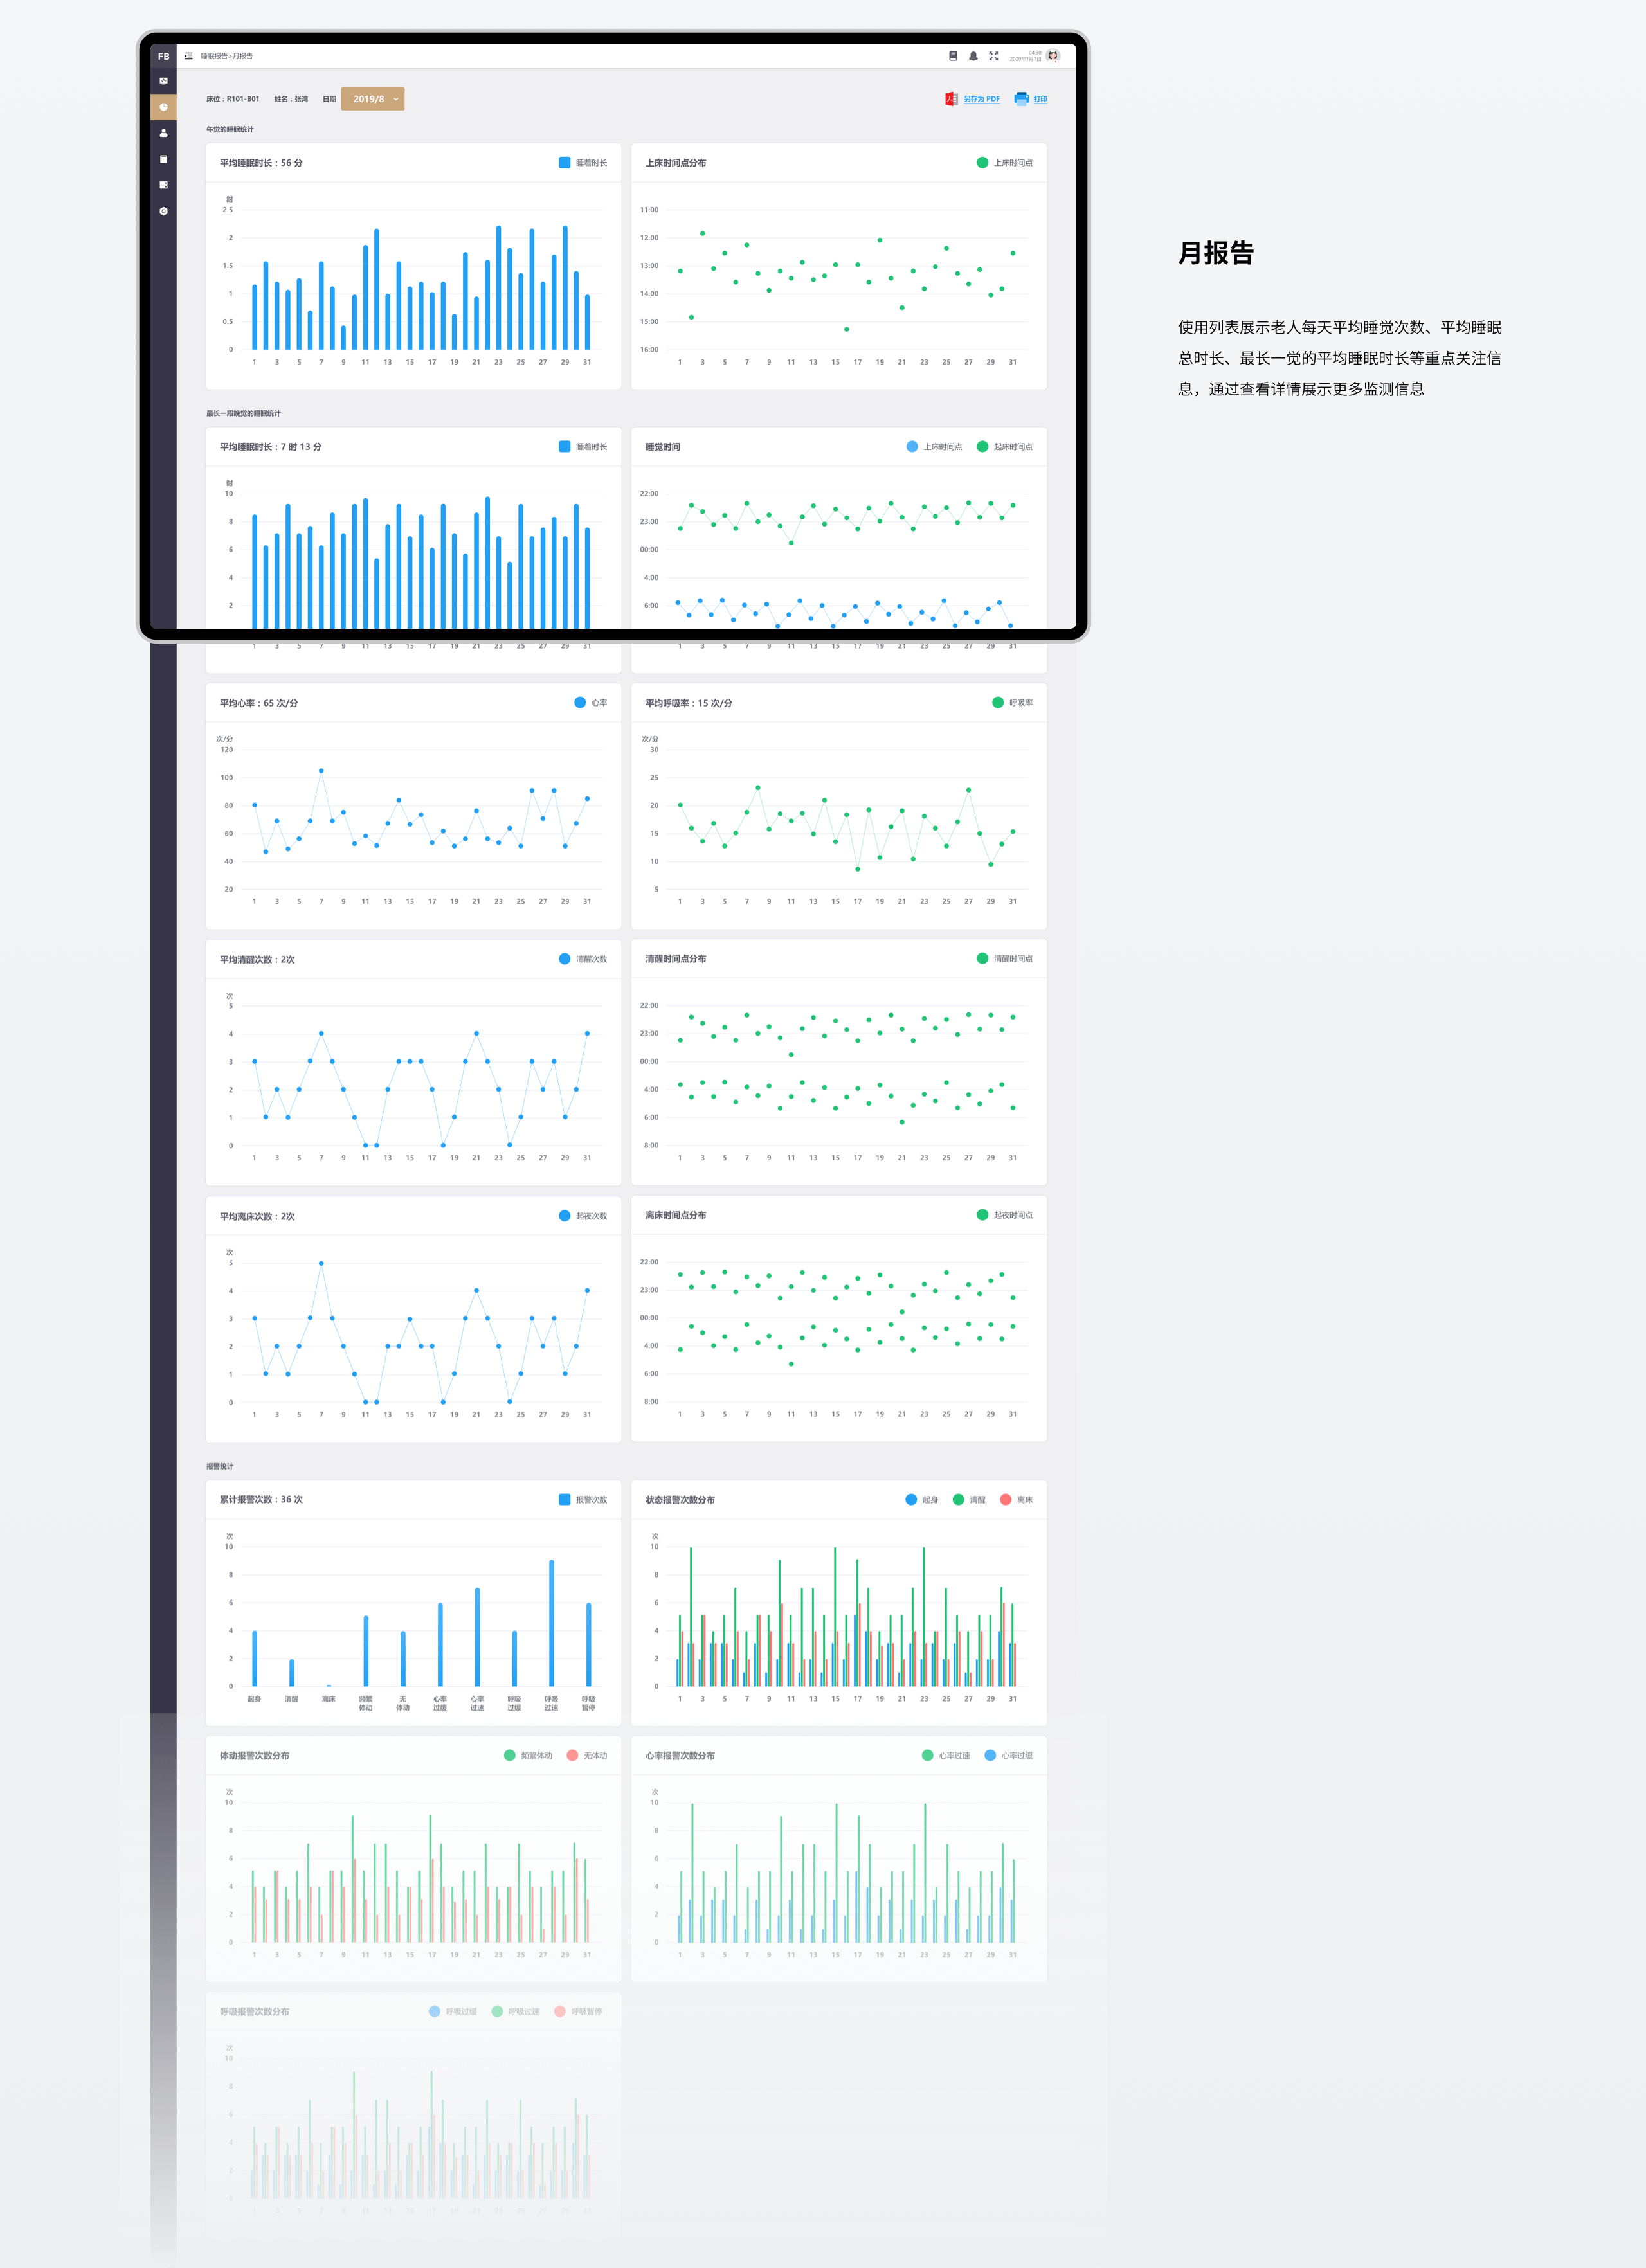 FB
睡眠报告>月报告
04:30
2020年1月7日
床位：R101-B01 姓名：张湾 日期 2019/8
另存为 PDF 打印
午觉的睡眠统计
平均睡眠时长：56 分 睡着时长
时
2.5
2
1.5
1
0.5
0
1 3 5 7 9 11 13 15 17 19 21 23 25 27 29 31
上床时间点分布 上床时间点
11:00
12:00
13:00
14:00
15:00
16:00
1 3 5 7 9 11 13 15 17 19 21 23 25 27 29 31
月报告
使用列表展示老人每天平均睡觉次数、平均睡眠
总时长、最长一觉的平均睡眠时长等重点关注信
息，通过查看详情展示更多监测信息
最长一段晚觉的睡眠统计
平均睡眠时长：7 时 13 分 睡着时长
时
10
8
6
4
2
1 3 5 7 9 11 13 15 17 19 21 23 25 27 29 31
睡觉时间 上床时间点 起床时间点
22:00
23:00
00:00
4:00
6:00
1 3 5 7 9 11 13 15 17 19 21 23 25 27 29 31
平均心率：65 次/分 心率
次/分
120
100
80
60
40
20
1 3 5 7 9 11 13 15 17 19 21 23 25 27 29 31
平均呼吸率：15 次/分 呼吸率
次/分
30
25
20
15
10
5
1 3 5 7 9 11 13 15 17 19 21 23 25 27 29 31
平均清醒次数：2次 清醒次数
次
5
4
3
2
1
0
1 3 5 7 9 11 13 15 17 19 21 23 25 27 29 31
清醒时间点分布 清醒时间点
22:00
23:00
00:00
4:00
6:00
8:00
1 3 5 7 9 11 13 15 17 19 21 23 25 27 29 31
平均离床次数：2次 起夜次数
次
5
4
3
2
1
0
1 3 5 7 9 11 13 15 17 19 21 23 25 27 29 31
离床时间点分布 起夜时间点
22:00
23:00
00:00
4:00
6:00
8:00
1 3 5 7 9 11 13 15 17 19 21 23 25 27 29 31
报警统计
累计报警次数：36 次 报警次数
次
10
8
6
4
2
0
起身 清醒 离床 频繁 无 心率 心率 呼吸 呼吸 呼吸
体动 体动 过缓 过速 过缓 过速 暂停
状态报警次数分布 起身 清醒 离床
次
10
8
6
4
2
0
1 3 5 7 9 11 13 15 17 19 21 23 25 27 29 31
体动报警次数分布 频繁体动 无体动
次
10
8
6
4
2
0
1 3 5 7 9 11 13 15 17 19 21 23 25 27 29 31
心率报警次数分布 心率过速 心率过缓
次
10
8
6
4
2
0
1 3 5 7 9 11 13 15 17 19 21 23 25 27 29 31
呼吸报警次数分布 呼吸过缓 呼吸过速 呼吸暂停
次
10
8
6
4
2
0